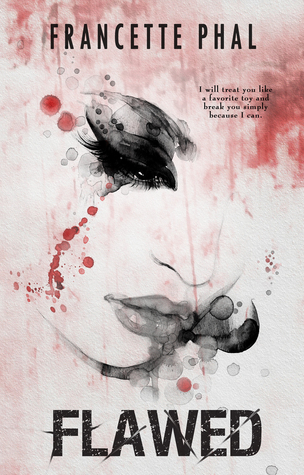 FRANCETTE PHAL
I will treat you like
a favorite toy and
break you simply
because I can.
FLAWED